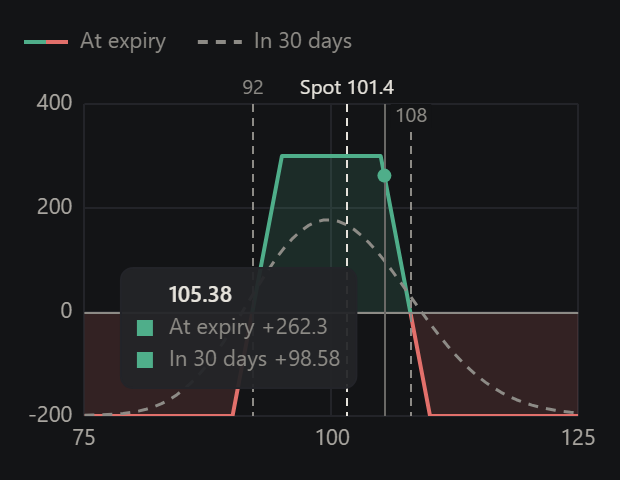 At expiry In 30 days
92 Spot 101.4
400
108
200
105.38
0
At expiry +262.3
In 30 days +98.58
-200
75 100 125